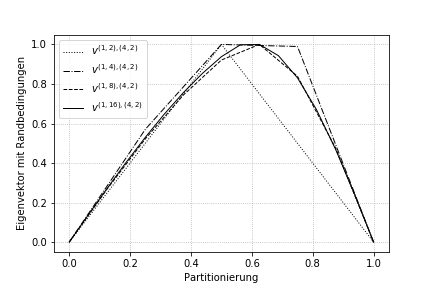 1.0
0.8
0.6
0.4
0.2
0.0
Eigenvektor mit Randbedingungen
v(1,2),(4,2)
v(1,4),(4,2)
v(1,8),(4,2)
v(1,16),(4,2)
0.0 0.2 0.4 0.6 0.8 1.0
Partitionierung